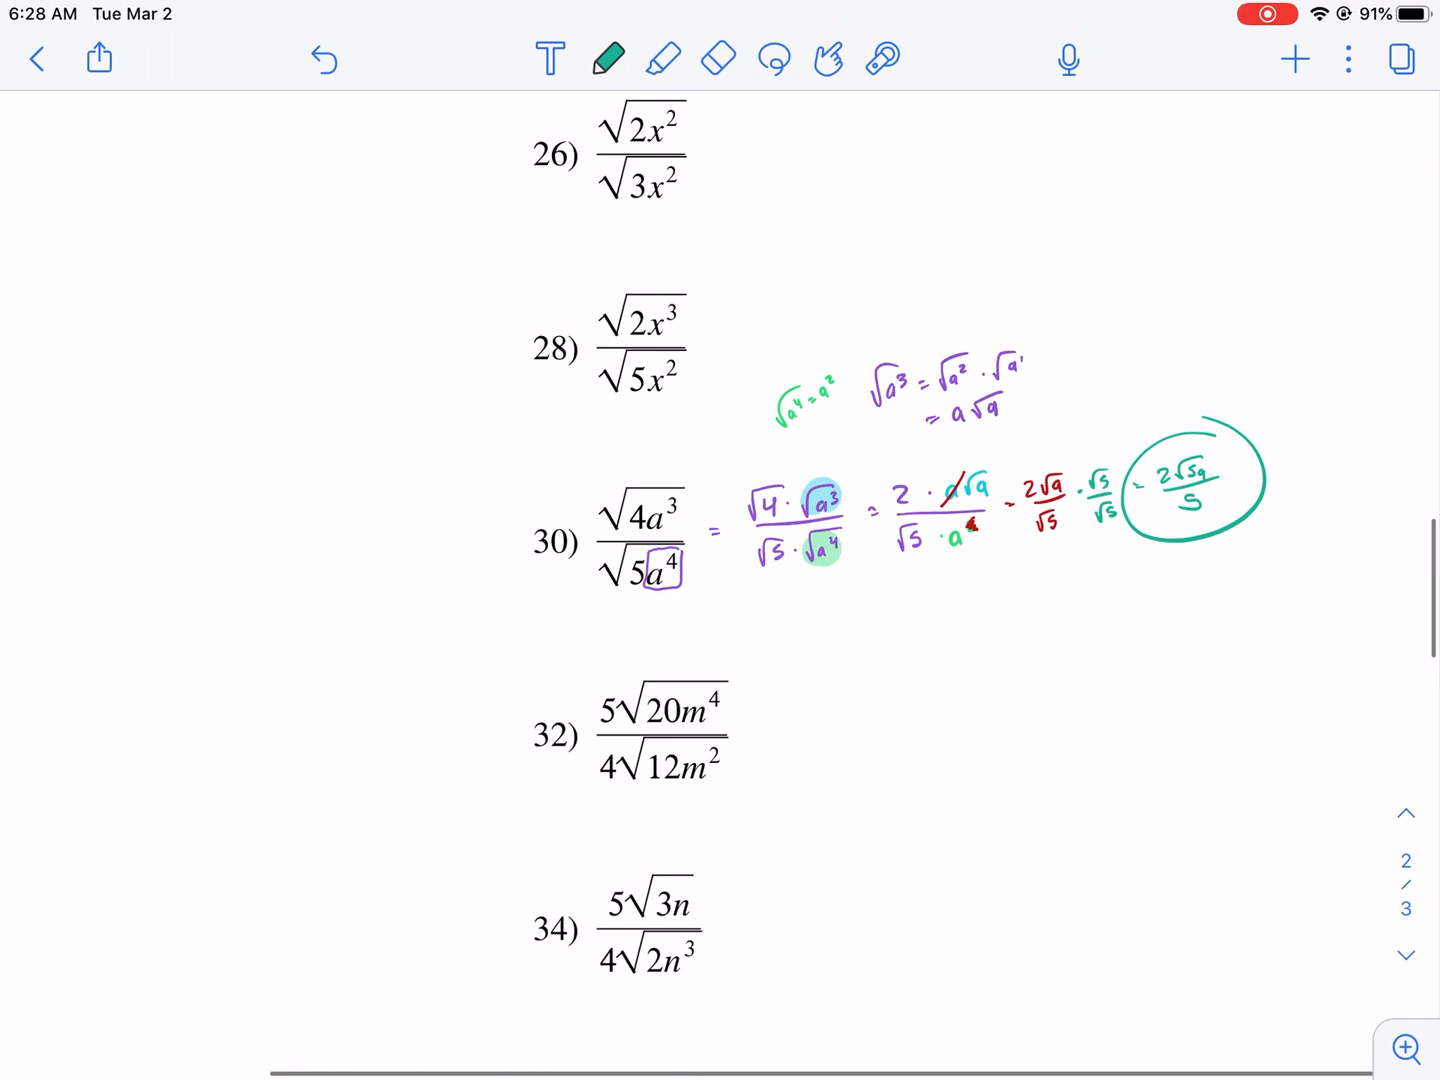 6:28 AM Tue Mar 2
91%
T
26) √(2x²) / √(3x²)
28) √(2x³) / √(5x²)
√a⁴ = a²
√a³ = √a² · √a¹
= a√a
30) √(4a³) / √(5a⁴) = (√4 · √a³) / (√5 · √a⁴) = (2 · a√a) / (√5 · a) = 2√a / √5 · √5 / √5 = 2√5a / 5
32) 5√(20m⁴) / 4√(12m²)
34) 5√(3n) / 4√(2n³)
2
/
3